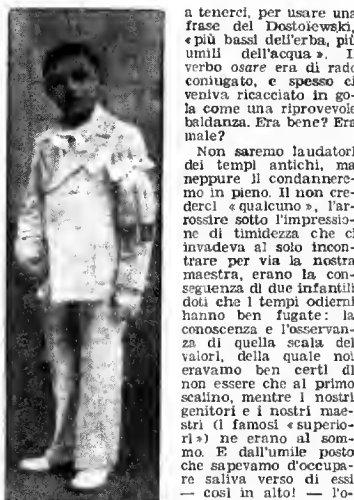 a tenerci, per usare una
frase del Dostoïewski,
« più bassi dell'erba, più
umili dell'acqua ». I
verbo osare era di rado
coniugato, e spesso ci
veniva ricacciato in go-
la come una riprovevole
baldanza. Era bene? Era
male?
Non saremo laudatori
dei tempi antichi, ma
neppure il condannere-
mo in pieno. Il non cre-
derci « qualcuno », l'ar-
rossire sotto l'impressio-
ne di timidezza che ci
invadeva al solo incon-
trare per via la nostra
maestra, erano la con-
seguenza di due infantili
doti che i tempi odierni
hanno ben fugate: la
conoscenza e l'osservan-
za di quella scala dei
valori, della quale noi
eravamo ben certi di
non essere che al primo
scalino, mentre i nostri
genitori e i nostri mae-
stri (i famosi « superio-
ri ») ne erano al som-
mo. E dall'umile posto
che sapevamo d'occupa-
re saliva verso di essi
— così in alto! — l'o-